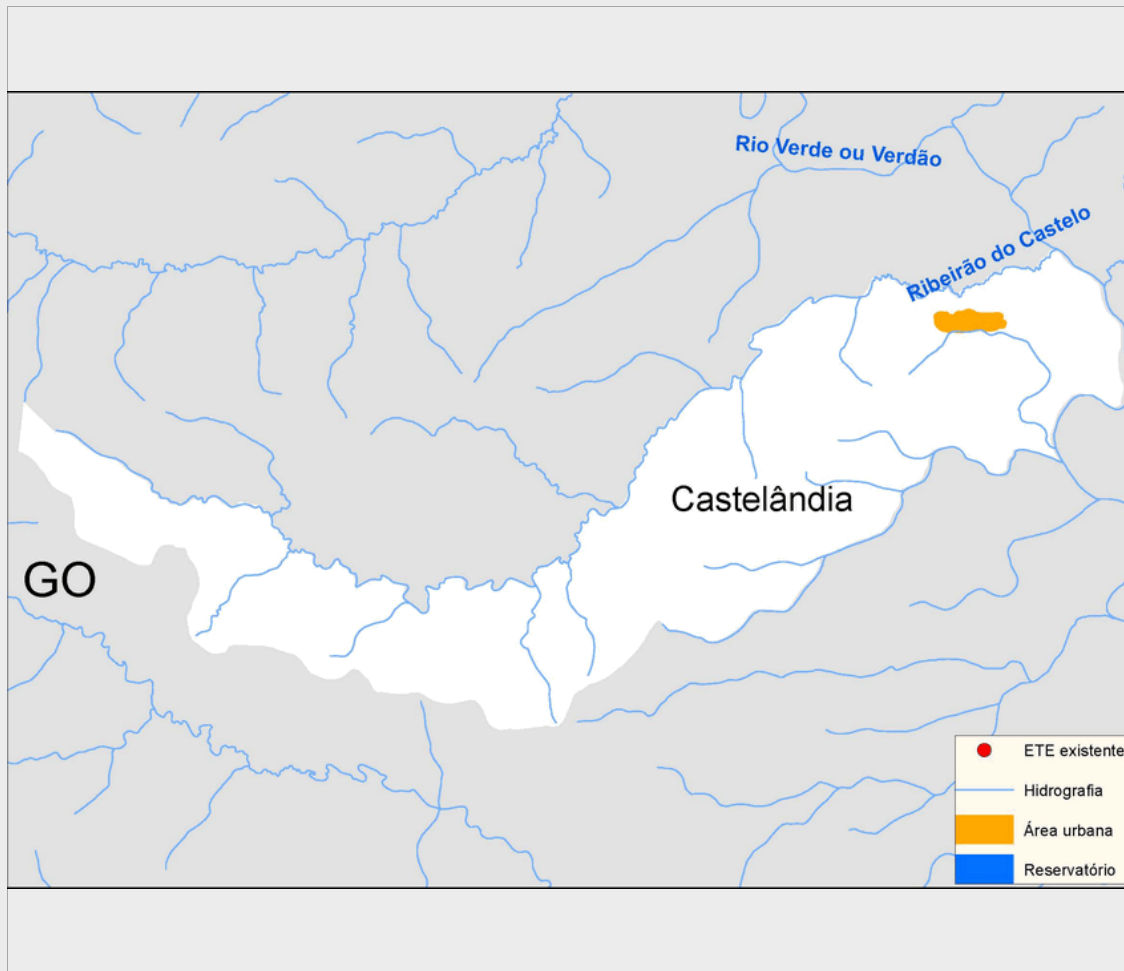 Rio Verde ou Verdão
Ribeirão do Castelo
Castelândia
GO
ETE existente
Hidrografia
Área urbana
Reservatório